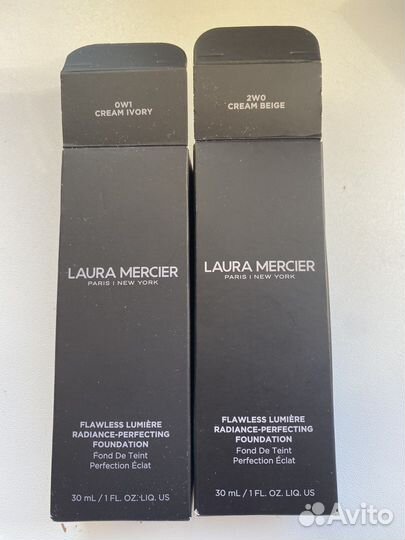 0W1
CREAM IVORY
LAURA MERCIER
PARIS | NEW YORK
FLAWLESS LUMIÈRE
RADIANCE-PERFECTING
FOUNDATION
Fond De Teint
Perfection Éclat
30 mL / 1 FL. OZ. LIQ. US
2W0
CREAM BEIGE
LAURA MERCIER
PARIS | NEW YORK
FLAWLESS LUMIÈRE
RADIANCE-PERFECTING
FOUNDATION
Fond De Teint
Perfection Éclat
30 mL / 1 FL. OZ. LIQ. US
Avito